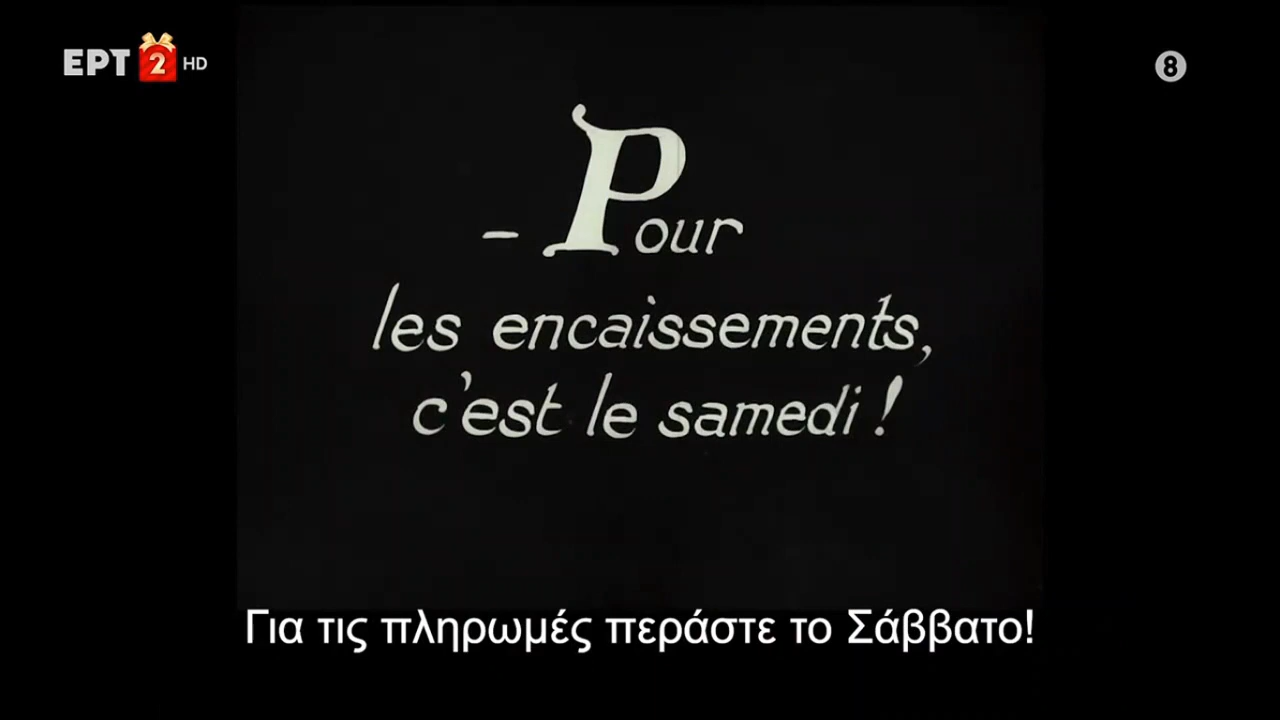 ΕΡΤ 2 HD
8
– Pour
les encaissements,
c'est le samedi !
Για τις πληρωμές περάστε το Σάββατο!